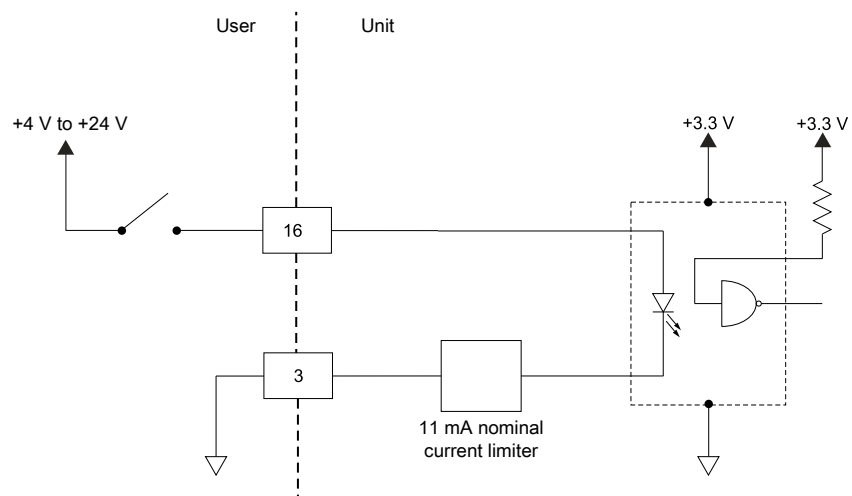 User
Unit
+4 V to +24 V
+3.3 V
+3.3 V
16
3
11 mA nominal
current limiter